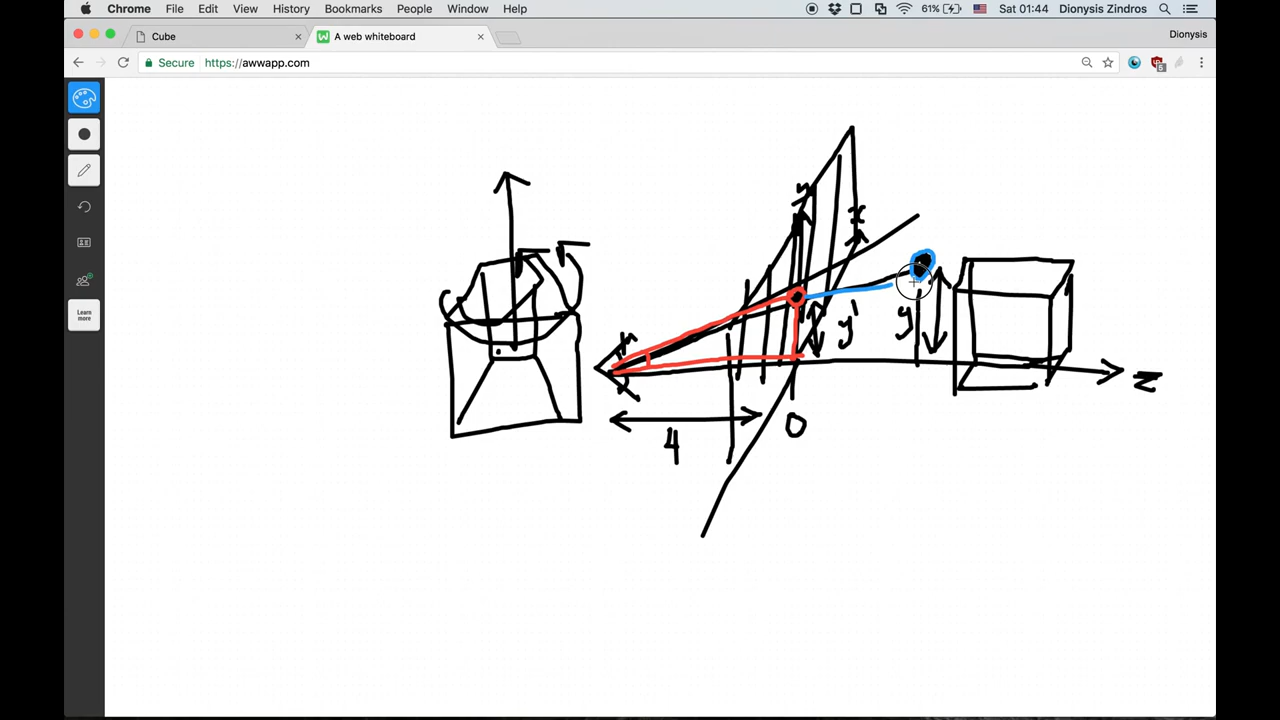 Chrome File Edit View History Bookmarks People Window Help 61% Sat 01:44 Dionysis Zindros
Cube A web whiteboard Dionysis
Secure https://awwapp.com
5
Learn more
x
y' y
z
4 0